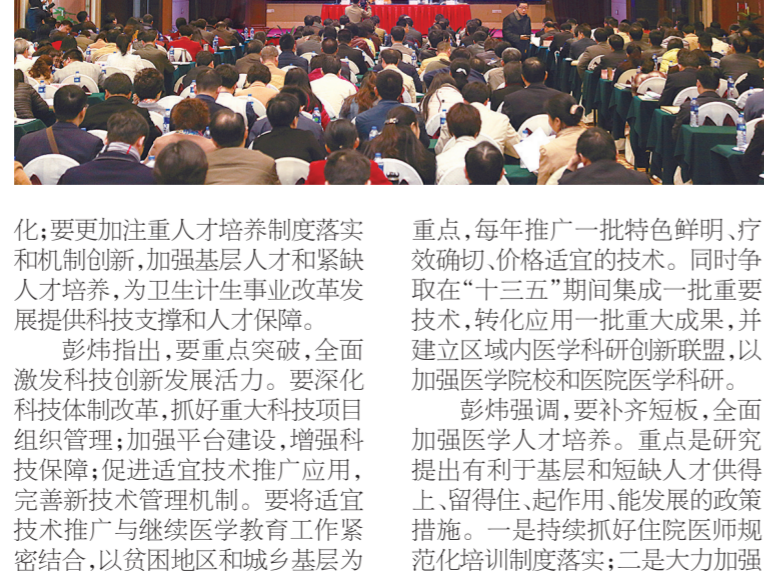 化;要更加注重人才培养制度落实
和机制创新,加强基层人才和紧缺
人才培养,为卫生计生事业改革发
展提供科技支撑和人才保障。
彭炜指出,要重点突破,全面
激发科技创新发展活力。要深化
科技体制改革,抓好重大科技项目
组织管理;加强平台建设,增强科
技保障;促进适宜技术推广应用,
完善新技术管理机制。要将适宜
技术推广与继续医学教育工作紧
密结合,以贫困地区和城乡基层为
重点,每年推广一批特色鲜明、疗
效确切、价格适宜的技术。同时争
取在“十三五”期间集成一批重要
技术,转化应用一批重大成果,并
建立区域内医学科研创新联盟,以
加强医学院校和医院医学科研。
彭炜强调,要补齐短板,全面
加强医学人才培养。重点是研究
提出有利于基层和短缺人才供得
上、留得住、起作用、能发展的政策
措施。一是持续抓好住院医师规
范化培训制度落实;二是大力加强